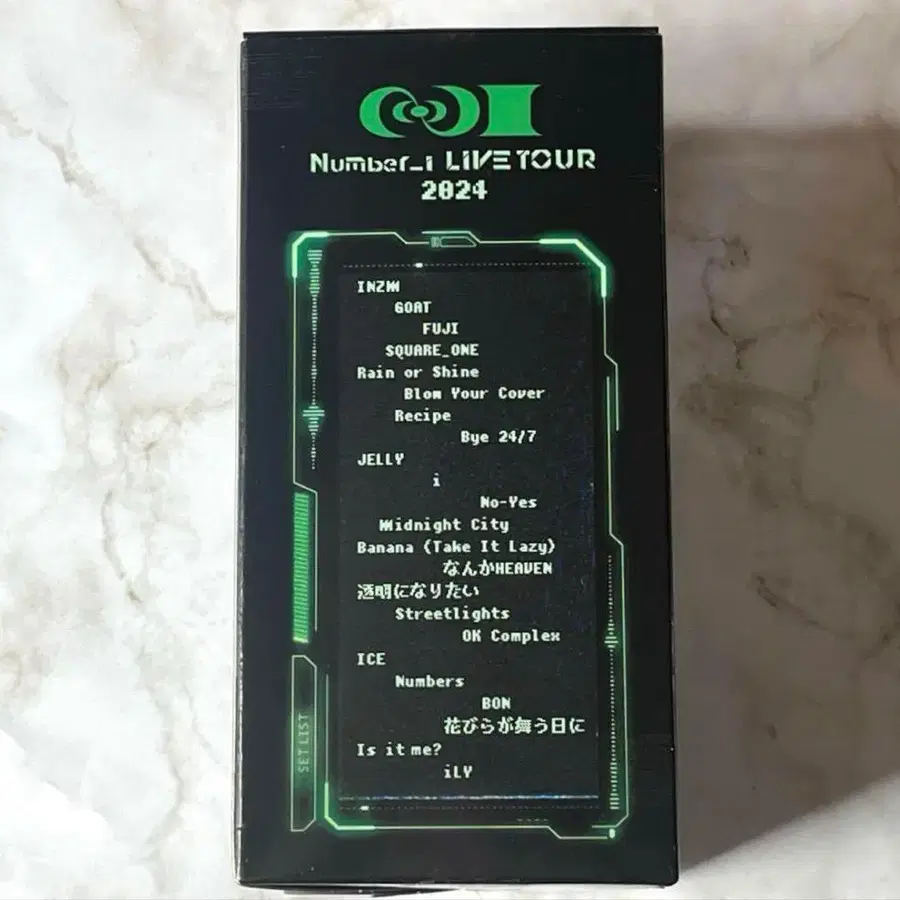 Number_i LIVE TOUR
2024
INZM
GOAT
FUJI
SQUARE_ONE
Rain or Shine
Blow Your Cover
Recipe
Bye 24/7
JELLY
i
No-Yes
Midnight City
Banana (Take It Lazy)
なんかHEAVEN
透明になりたい
Streetlights
OK Complex
ICE
Numbers
BON
花びらが舞う日に
Is it me?
iLY
SET LIST